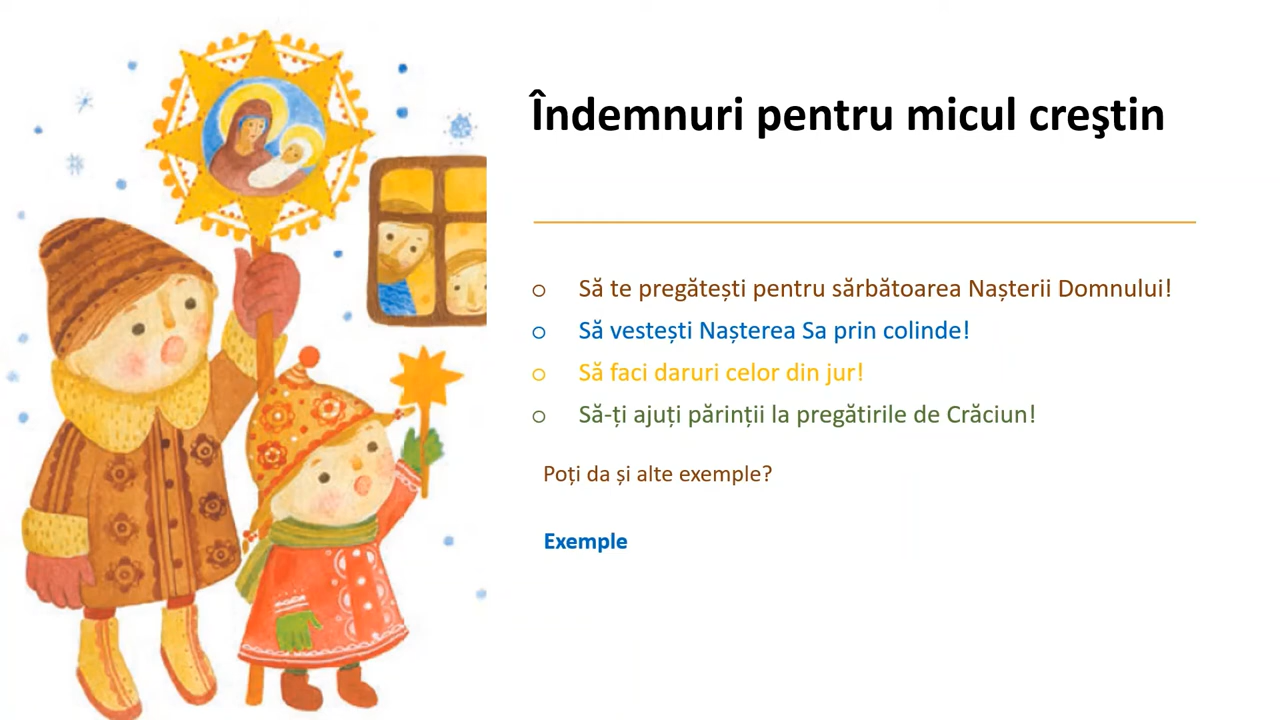 Îndemnuri pentru micul creştin
o Să te pregătești pentru sărbătoarea Nașterii Domnului!
o Să vestești Nașterea Sa prin colinde!
o Să faci daruri celor din jur!
o Să-ți ajuți părinții la pregătirile de Crăciun!
Poți da și alte exemple?
Exemple